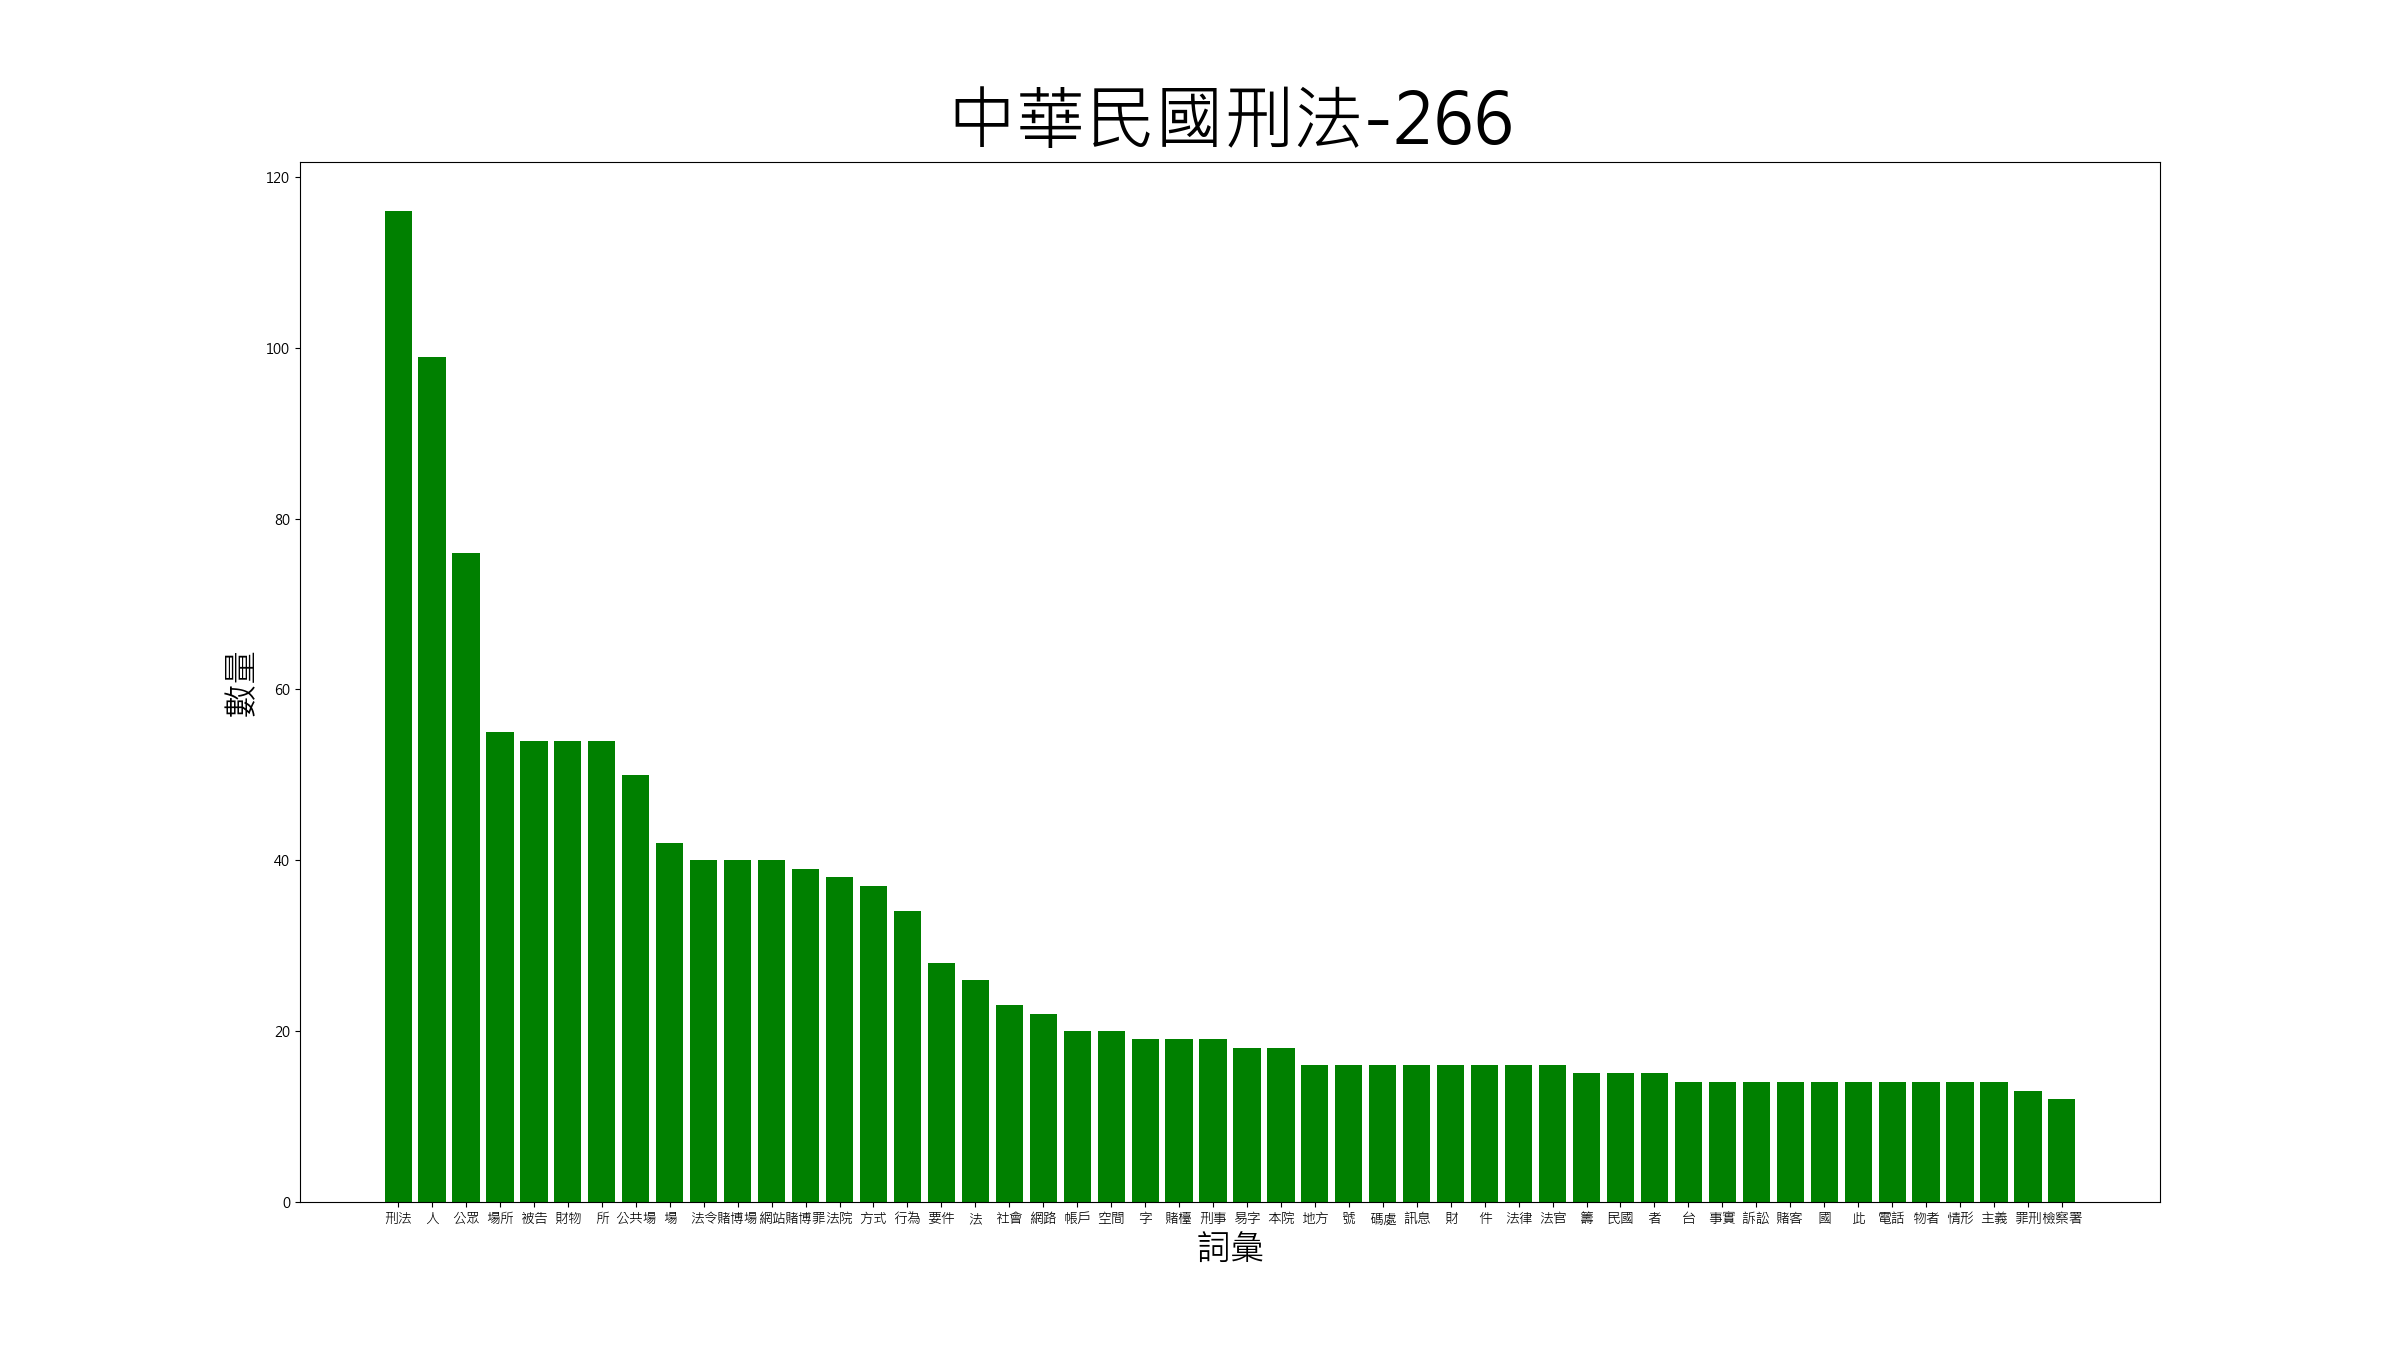 中華民國刑法-266
120
100
80
60
40
20
0
數量
刑法 人 公眾 場所 被告 財物 所 公共場 場 法令 賭博場 網站 賭博罪 法院 方式 行為 要件 法 社會 網路 帳戶 空間 字 賭檯 刑事 易字 本院 地方 號 碼處 訊息 財 件 法律 法官 籌 民國 者 台 事實 訴訟 賭客 國 此 電話 物者 情形 主義 罪刑 檢察署
詞彙